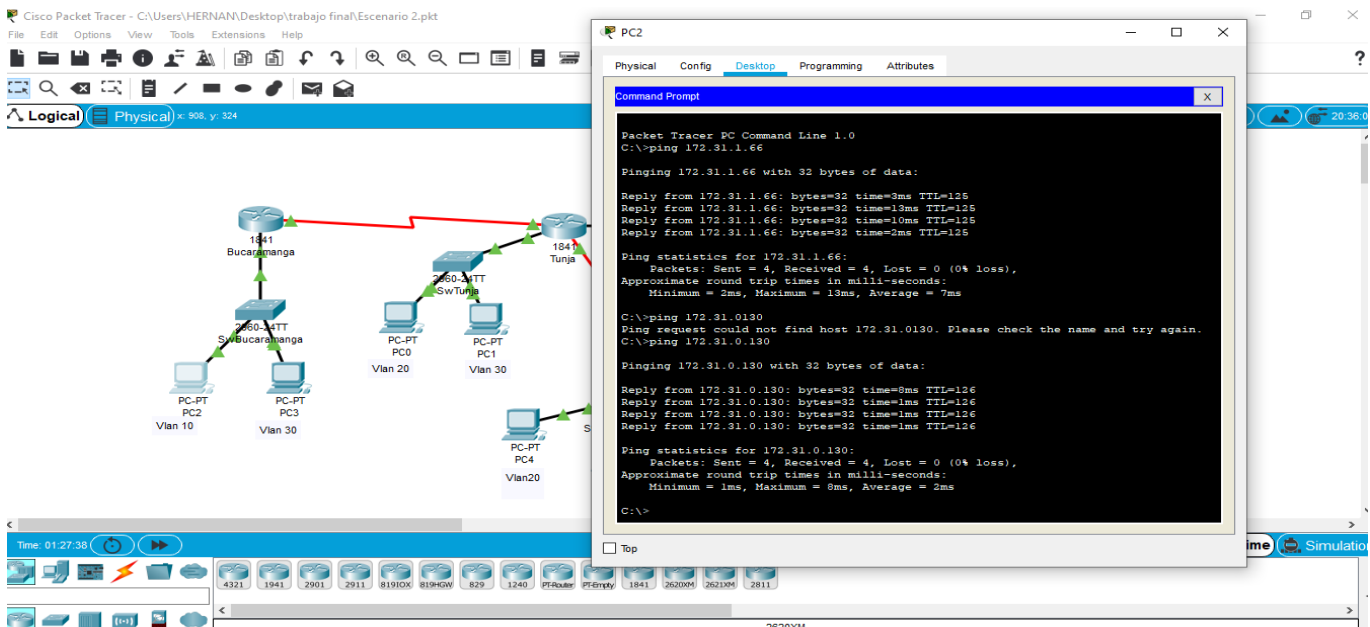 Cisco Packet Tracer - C:\Users\HERNAN\Desktop\trabajo final\Escenario 2.pkt
File Edit Options View Tools Extensions Help
?
Logical Physical x: 908, y: 324
20:36:0
1841
Bucaramanga
1841
Tunja
2960-24TT
SwTunja
2960-24TT
SwBucaramanga
PC-PT
PC0
Vlan 20
PC-PT
PC1
Vlan 30
PC-PT
PC2
Vlan 10
PC-PT
PC3
Vlan 30
PC-PT
PC4
Vlan20
S
PC2
Physical Config Desktop Programming Attributes
Command Prompt X
Packet Tracer PC Command Line 1.0
C:\>ping 172.31.1.66
Pinging 172.31.1.66 with 32 bytes of data:
Reply from 172.31.1.66: bytes=32 time=3ms TTL=125
Reply from 172.31.1.66: bytes=32 time=13ms TTL=125
Reply from 172.31.1.66: bytes=32 time=10ms TTL=125
Reply from 172.31.1.66: bytes=32 time=2ms TTL=125
Ping statistics for 172.31.1.66:
Packets: Sent = 4, Received = 4, Lost = 0 (0% loss),
Approximate round trip times in milli-seconds:
Minimum = 2ms, Maximum = 13ms, Average = 7ms
C:\>ping 172.31.0130
Ping request could not find host 172.31.0130. Please check the name and try again.
C:\>ping 172.31.0.130
Pinging 172.31.0.130 with 32 bytes of data:
Reply from 172.31.0.130: bytes=32 time=8ms TTL=126
Reply from 172.31.0.130: bytes=32 time=1ms TTL=126
Reply from 172.31.0.130: bytes=32 time=1ms TTL=126
Reply from 172.31.0.130: bytes=32 time=1ms TTL=126
Ping statistics for 172.31.0.130:
Packets: Sent = 4, Received = 4, Lost = 0 (0% loss),
Approximate round trip times in milli-seconds:
Minimum = 1ms, Maximum = 8ms, Average = 2ms
C:\>
Top
Time: 01:27:38
ime Simulatio
4321 1941 2901 2911 819IOX 819HGW 829 1240 PT-Router PT-Empty 1841 2620XM 2621XM 2811
2620XM